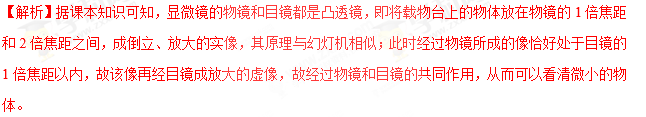 【解析】据课本知识可知，显微镜的物镜和目镜都是凸透镜，即将载物台上的物体放在物镜的 1 倍焦距
和 2 倍焦距之间，成倒立、放大的实像，其原理与幻灯机相似；此时经过物镜所成的像恰好处于目镜的
1 倍焦距以内，故该像再经目镜成放大的虚像，故经过物镜和目镜的共同作用，从而可以看清微小的物
体。